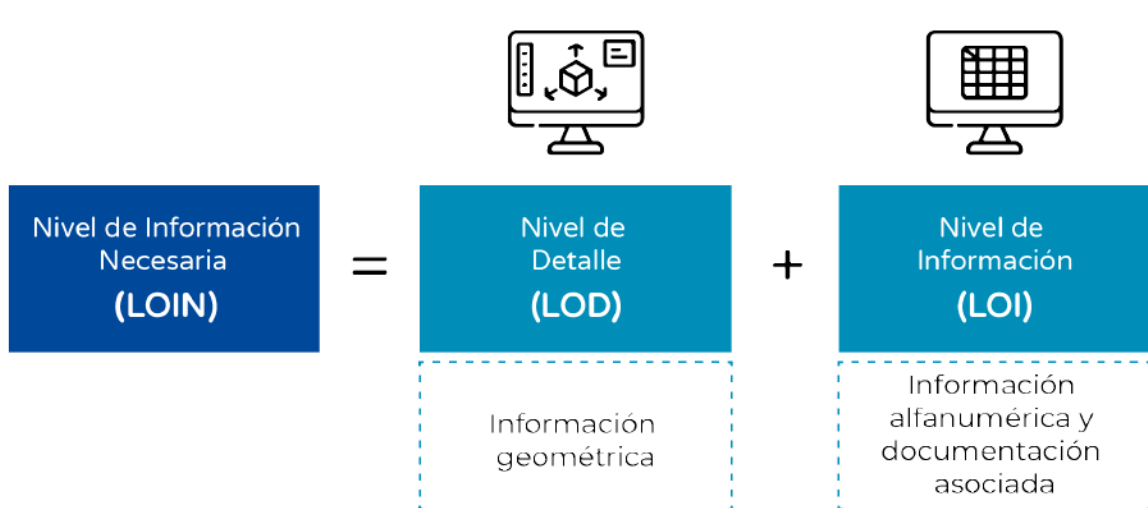 Nivel de Información
Necesaria
(LOIN)
=
Nivel de
Detalle
(LOD)
+
Nivel de
Información
(LOI)
Información
geométrica
Información
alfanumérica y
documentación
asociada